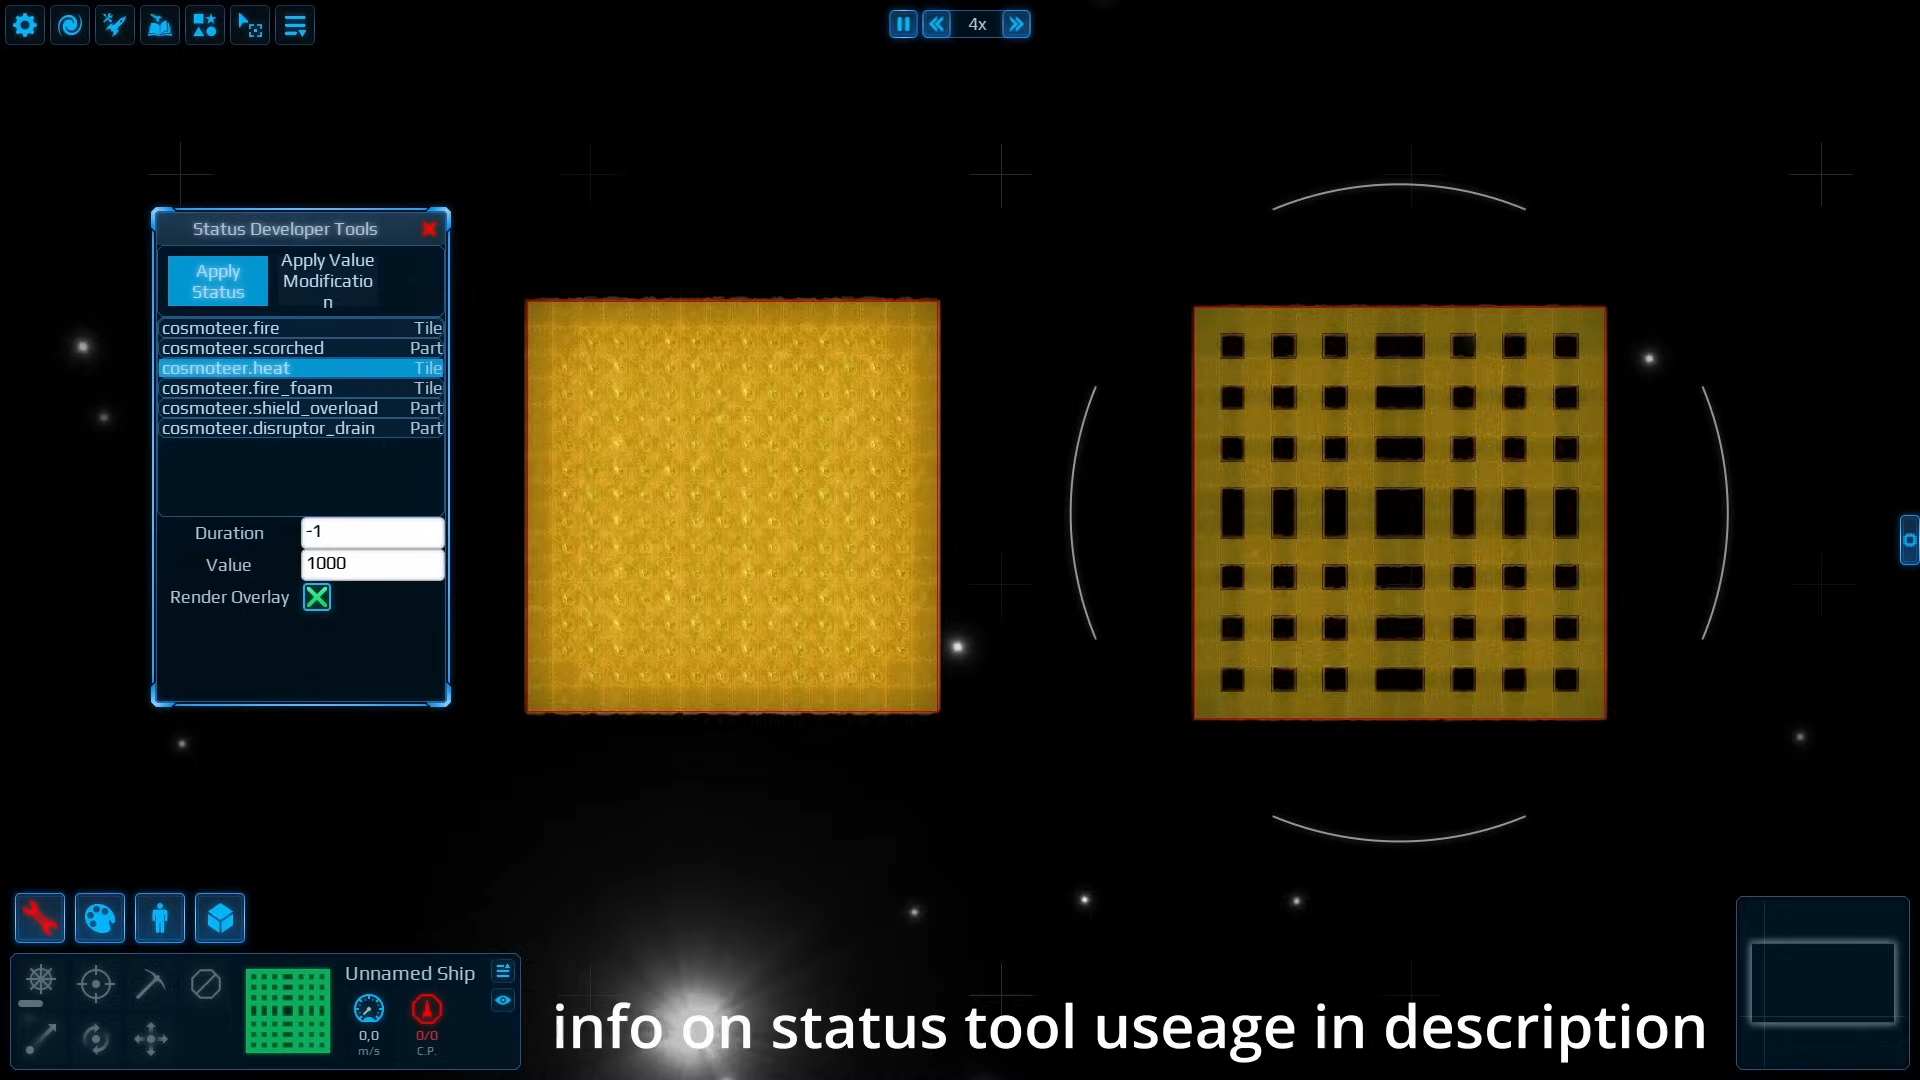 4x
Status Developer Tools
Apply
Status
Apply Value
Modificatio
n
cosmoteer.fire Tile
cosmoteer.scorched Part
cosmoteer.heat Tile
cosmoteer.fire_foam Tile
cosmoteer.shield_overload Part
cosmoteer.disruptor_drain Part
Duration -1
Value 1000
Render Overlay
Unnamed Ship
0,0 0/0
m/s C.P.
info on status tool useage in description